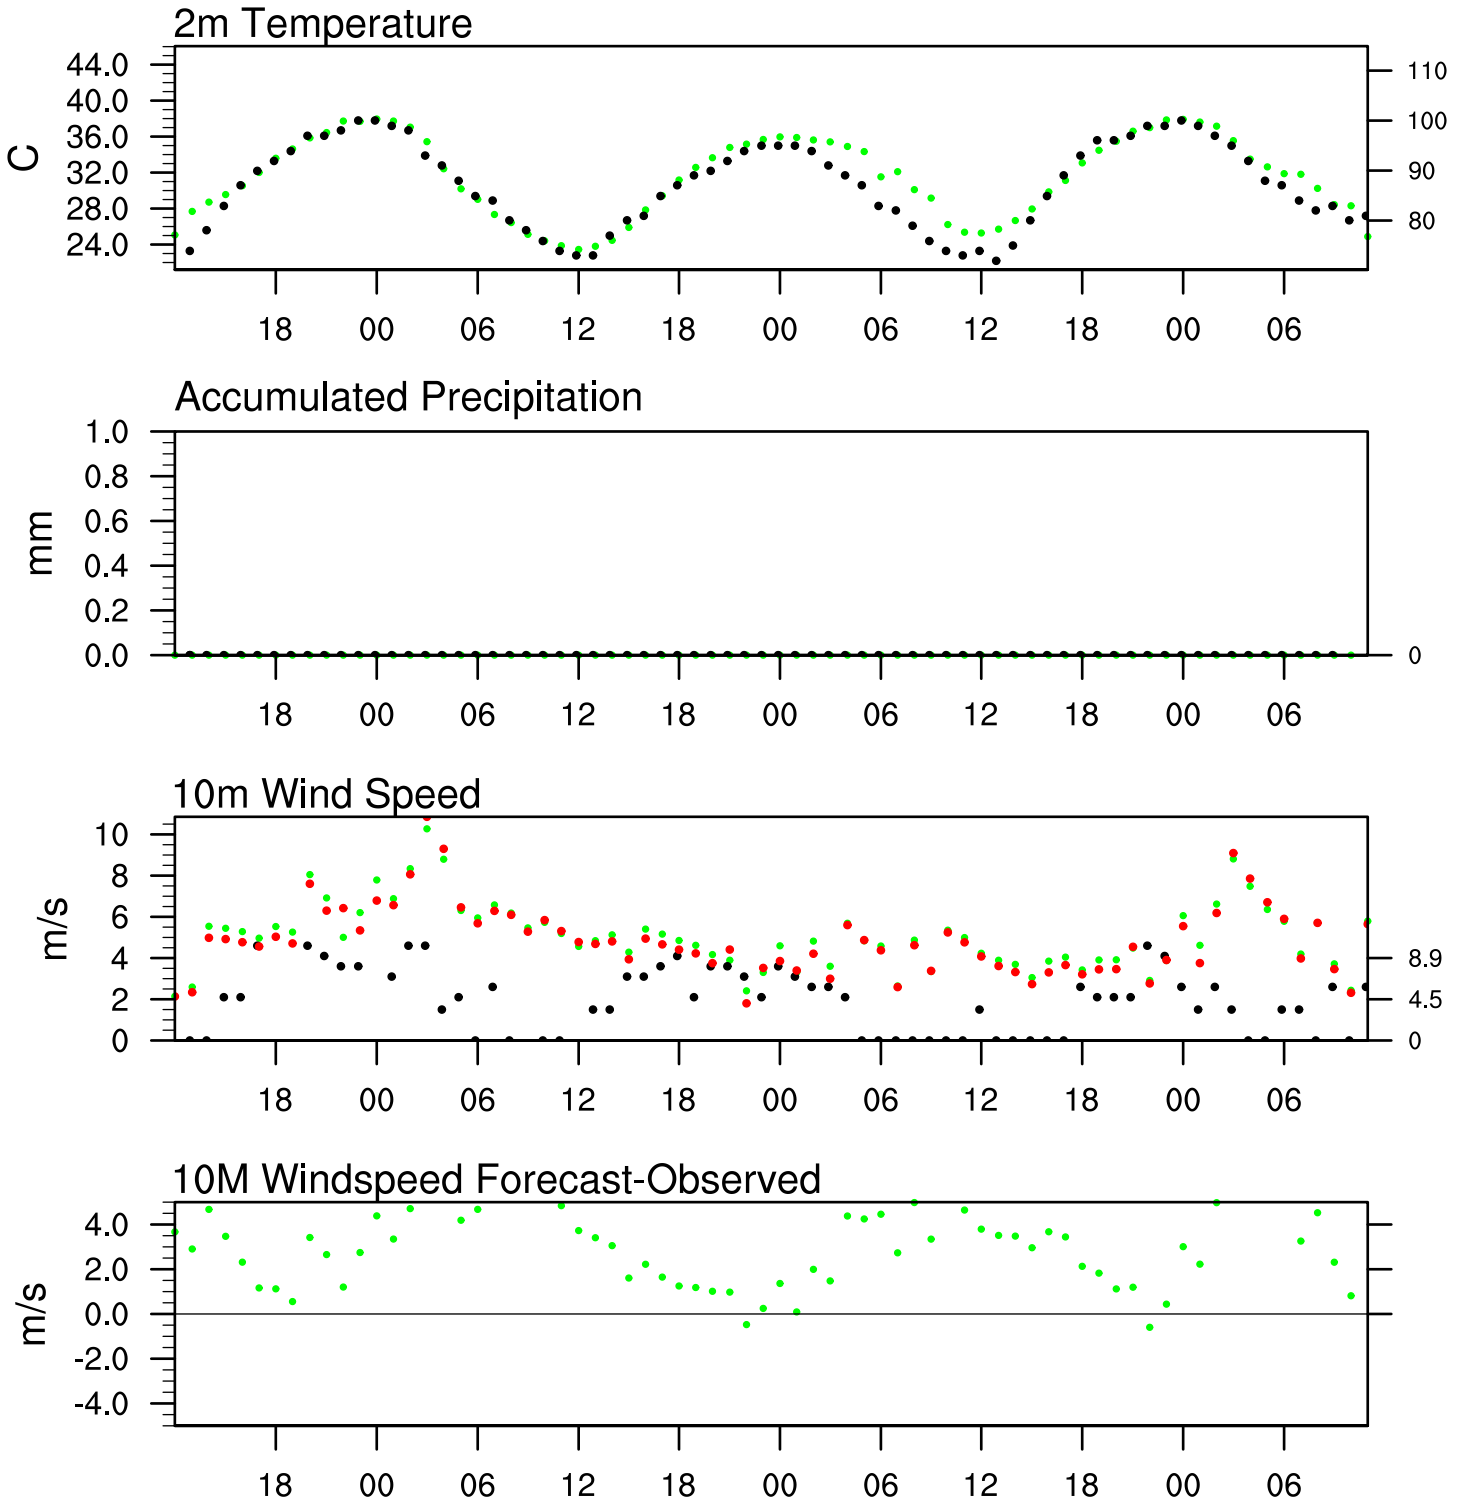 2m Temperature
44.0
40.0
36.0
32.0
28.0
24.0
C
110
100
90
80
18 00 06 12 18 00 06 12 18 00 06
Accumulated Precipitation
1.0
0.8
0.6
0.4
0.2
0.0
mm
0
18 00 06 12 18 00 06 12 18 00 06
10m Wind Speed
10
8
6
4
2
0
m/s
8.9
4.5
0
18 00 06 12 18 00 06 12 18 00 06
10M Windspeed Forecast-Observed
4.0
2.0
0.0
-2.0
-4.0
m/s
18 00 06 12 18 00 06 12 18 00 06